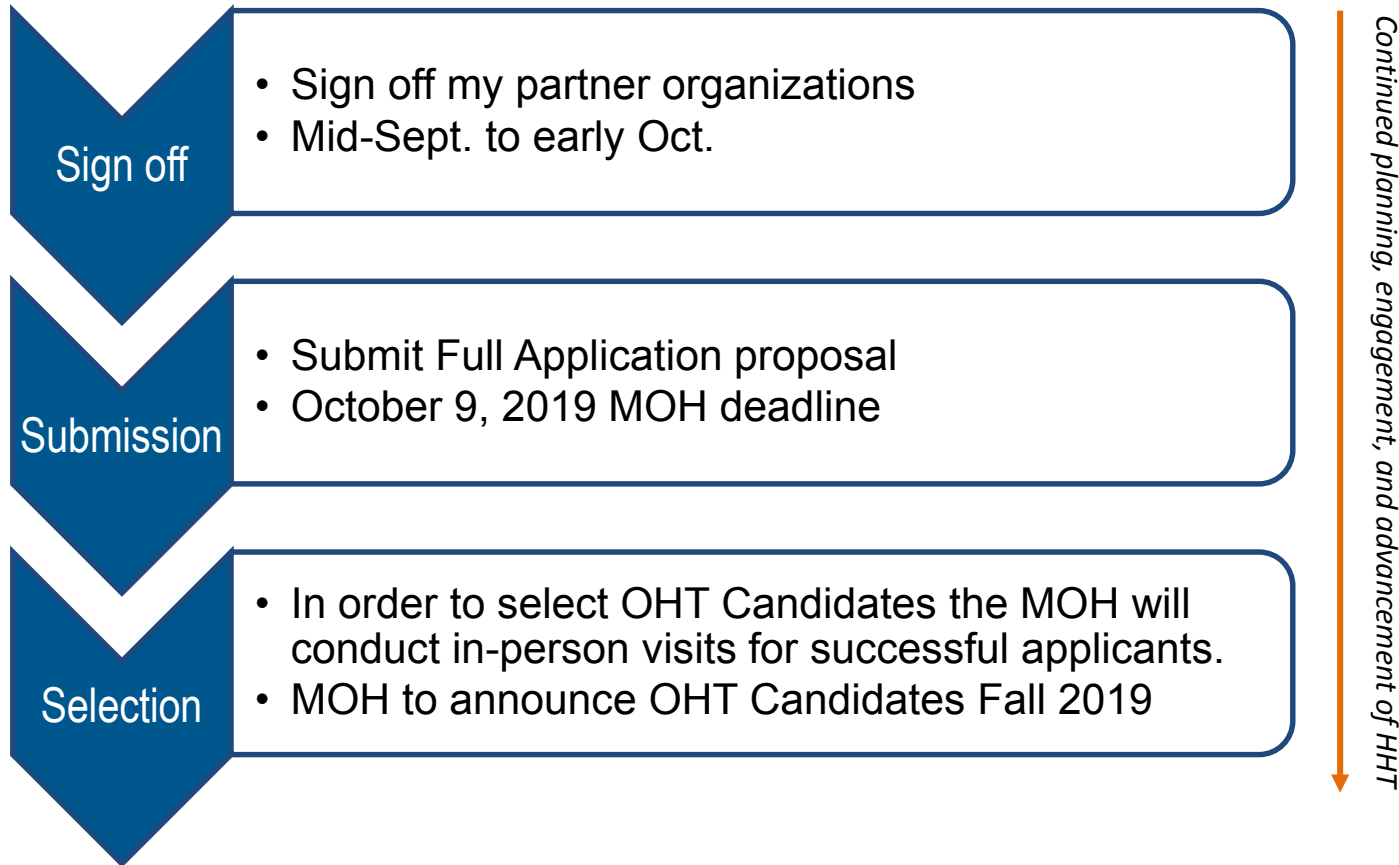 Sign off
• Sign off my partner organizations
• Mid-Sept. to early Oct.
Submission
• Submit Full Application proposal
• October 9, 2019 MOH deadline
Selection
• In order to select OHT Candidates the MOH will
conduct in-person visits for successful applicants.
• MOH to announce OHT Candidates Fall 2019
Continued planning, engagement, and advancement of HHT